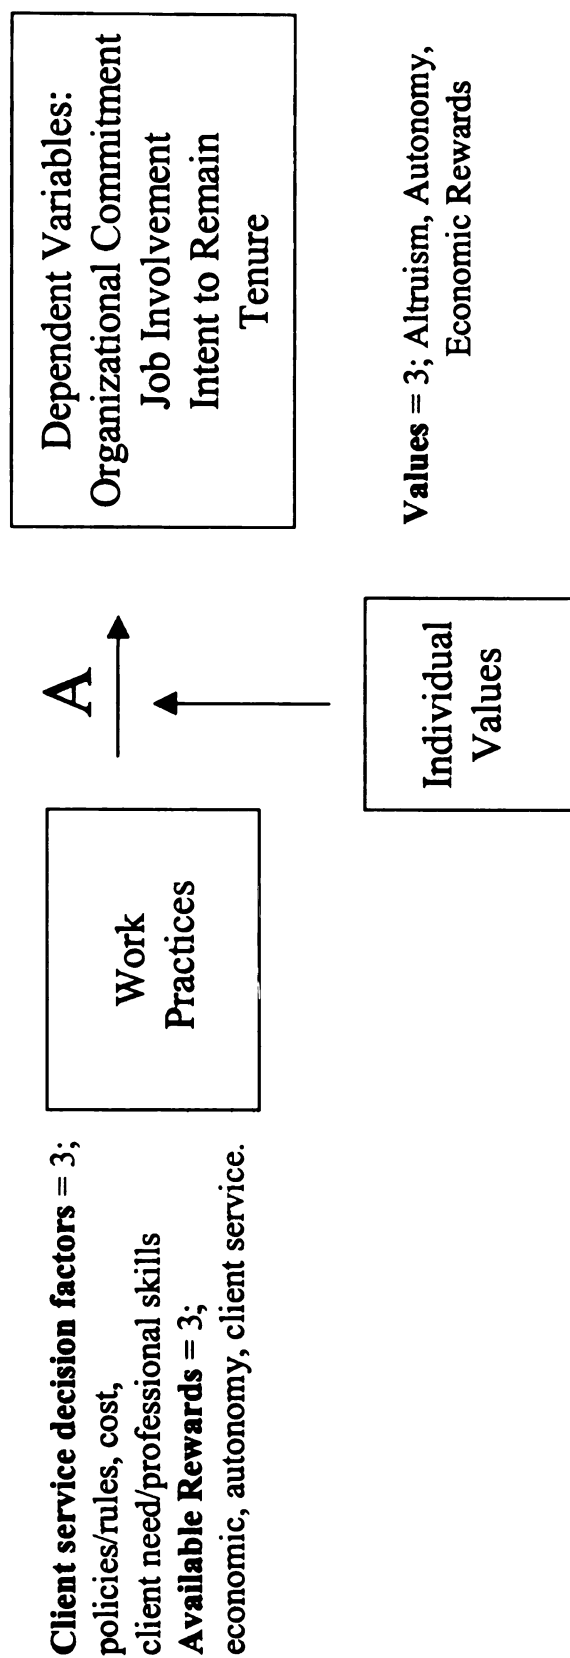 Client service decision factors = 3;
policies/rules, cost,
client need/professional skills
Available Rewards = 3;
economic, autonomy, client service.
Work
Practices
A
Dependent Variables:
Organizational Commitment
Job Involvement
Intent to Remain
Tenure
Individual
Values
Values = 3; Altruism, Autonomy,
Economic Rewards